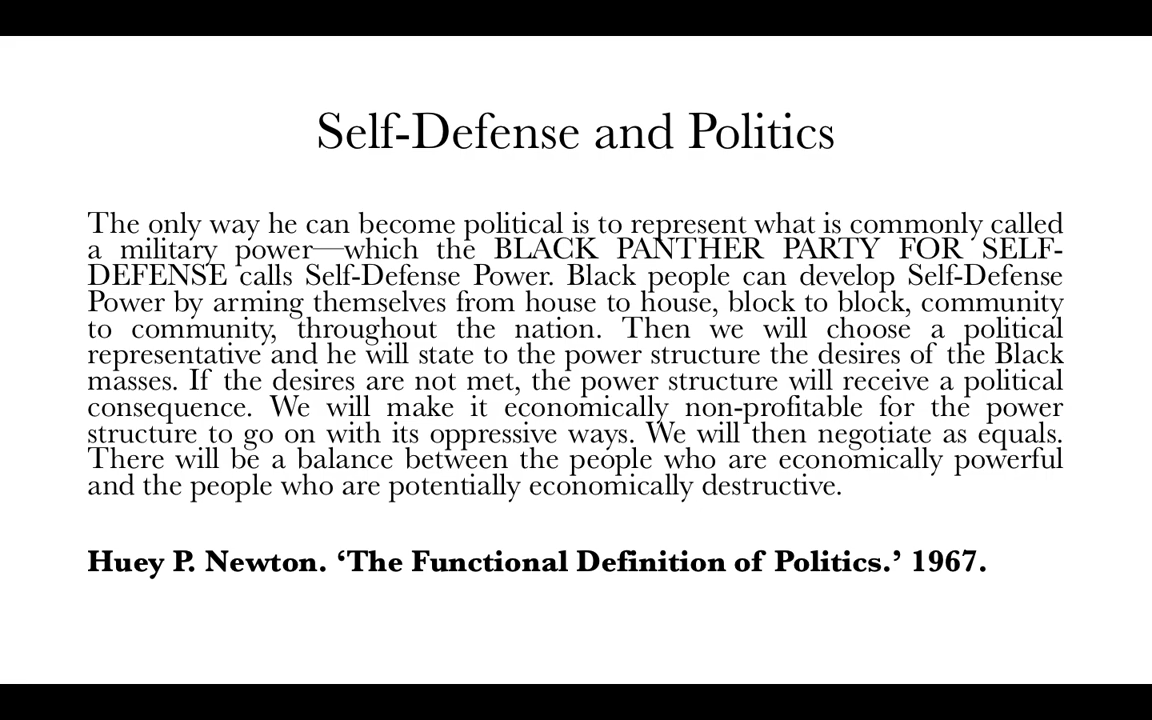 Self-Defense and Politics
The only way he can become political is to represent what is commonly called
a military power—which the BLACK PANTHER PARTY FOR SELF-
DEFENSE calls Self-Defense Power. Black people can develop Self-Defense
Power by arming themselves from house to house, block to block, community
to community, throughout the nation. Then we will choose a political
representative and he will state to the power structure the desires of the Black
masses. If the desires are not met, the power structure will receive a political
consequence. We will make it economically non-profitable for the power
structure to go on with its oppressive ways. We will then negotiate as equals.
There will be a balance between the people who are economically powerful
and the people who are potentially economically destructive.
Huey P. Newton. ‘The Functional Definition of Politics.’ 1967.